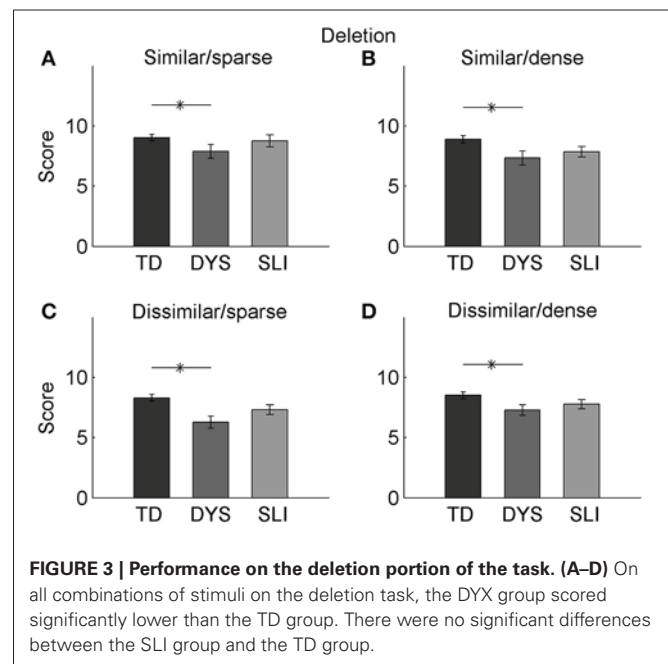 Deletion
A Similar/sparse
*
Score
10
5
0
TD DYS SLI
B Similar/dense
*
10
5
0
TD DYS SLI
C Dissimilar/sparse
*
Score
10
5
0
TD DYS SLI
D Dissimilar/dense
*
10
5
0
TD DYS SLI
FIGURE 3 | Performance on the deletion portion of the task. (A–D) On
all combinations of stimuli on the deletion task, the DYX group scored
significantly lower than the TD group. There were no significant differences
between the SLI group and the TD group.